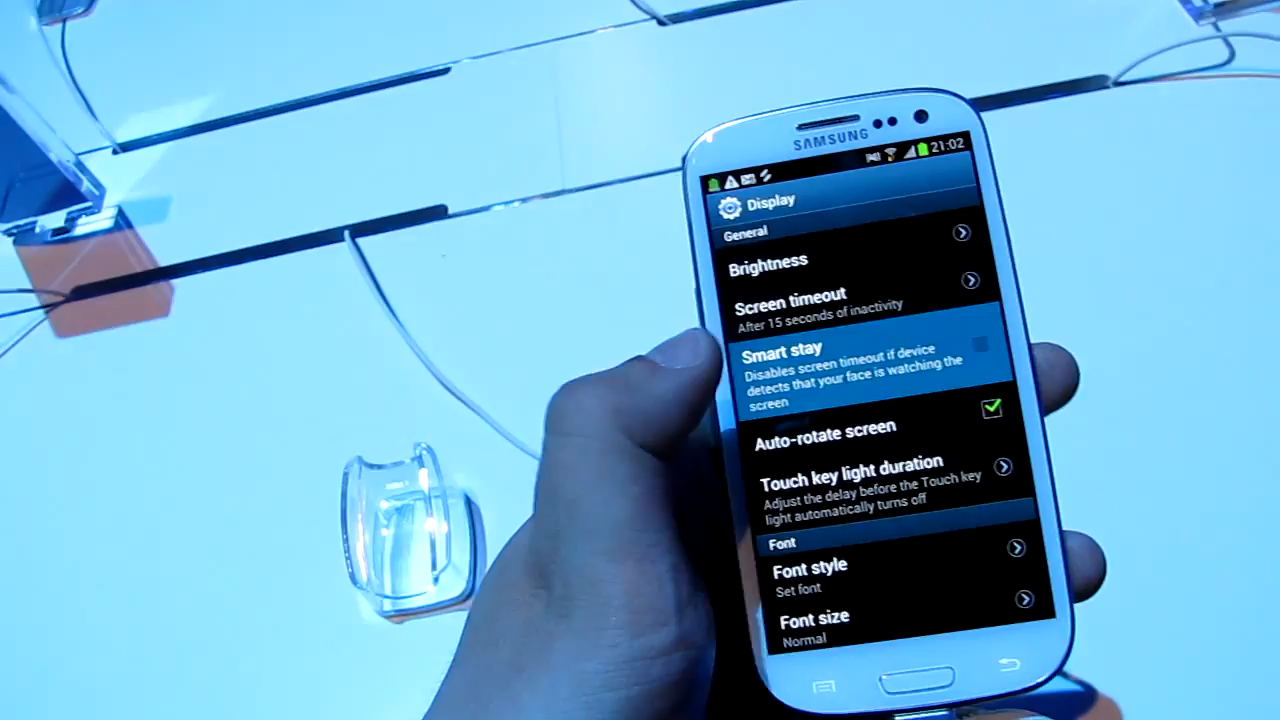 SAMSUNG
21:02
Display
General
Brightness
Screen timeout
After 15 seconds of inactivity
Smart stay
Disables screen timeout if device
detects that your face is watching the
screen
Auto-rotate screen
Touch key light duration
Adjust the delay before the Touch key
light automatically turns off
Font
Font style
Set font
Font size
Normal